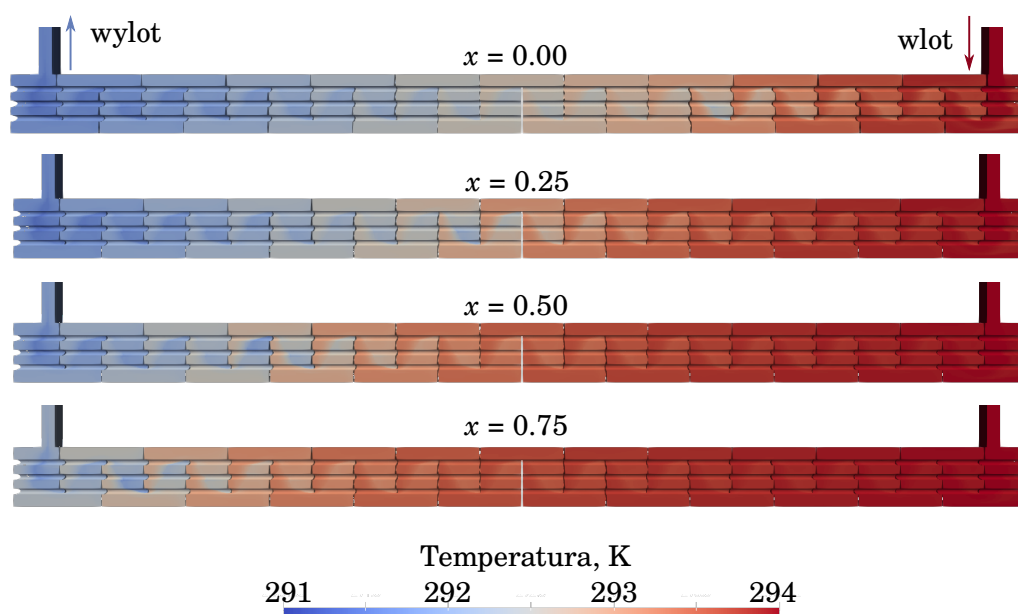 wylot
wlot
x = 0.00
x = 0.25
x = 0.50
x = 0.75
Temperatura, K
291 292 293 294